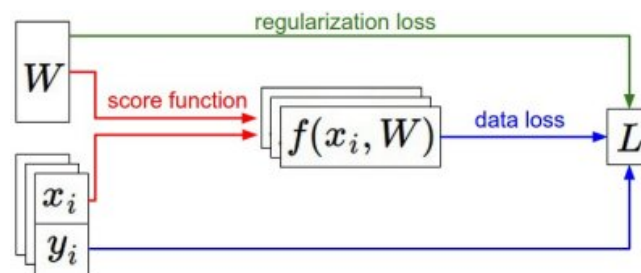 regularization loss
W
score function
f(x_i, W)
data loss
L
x_i
y_i